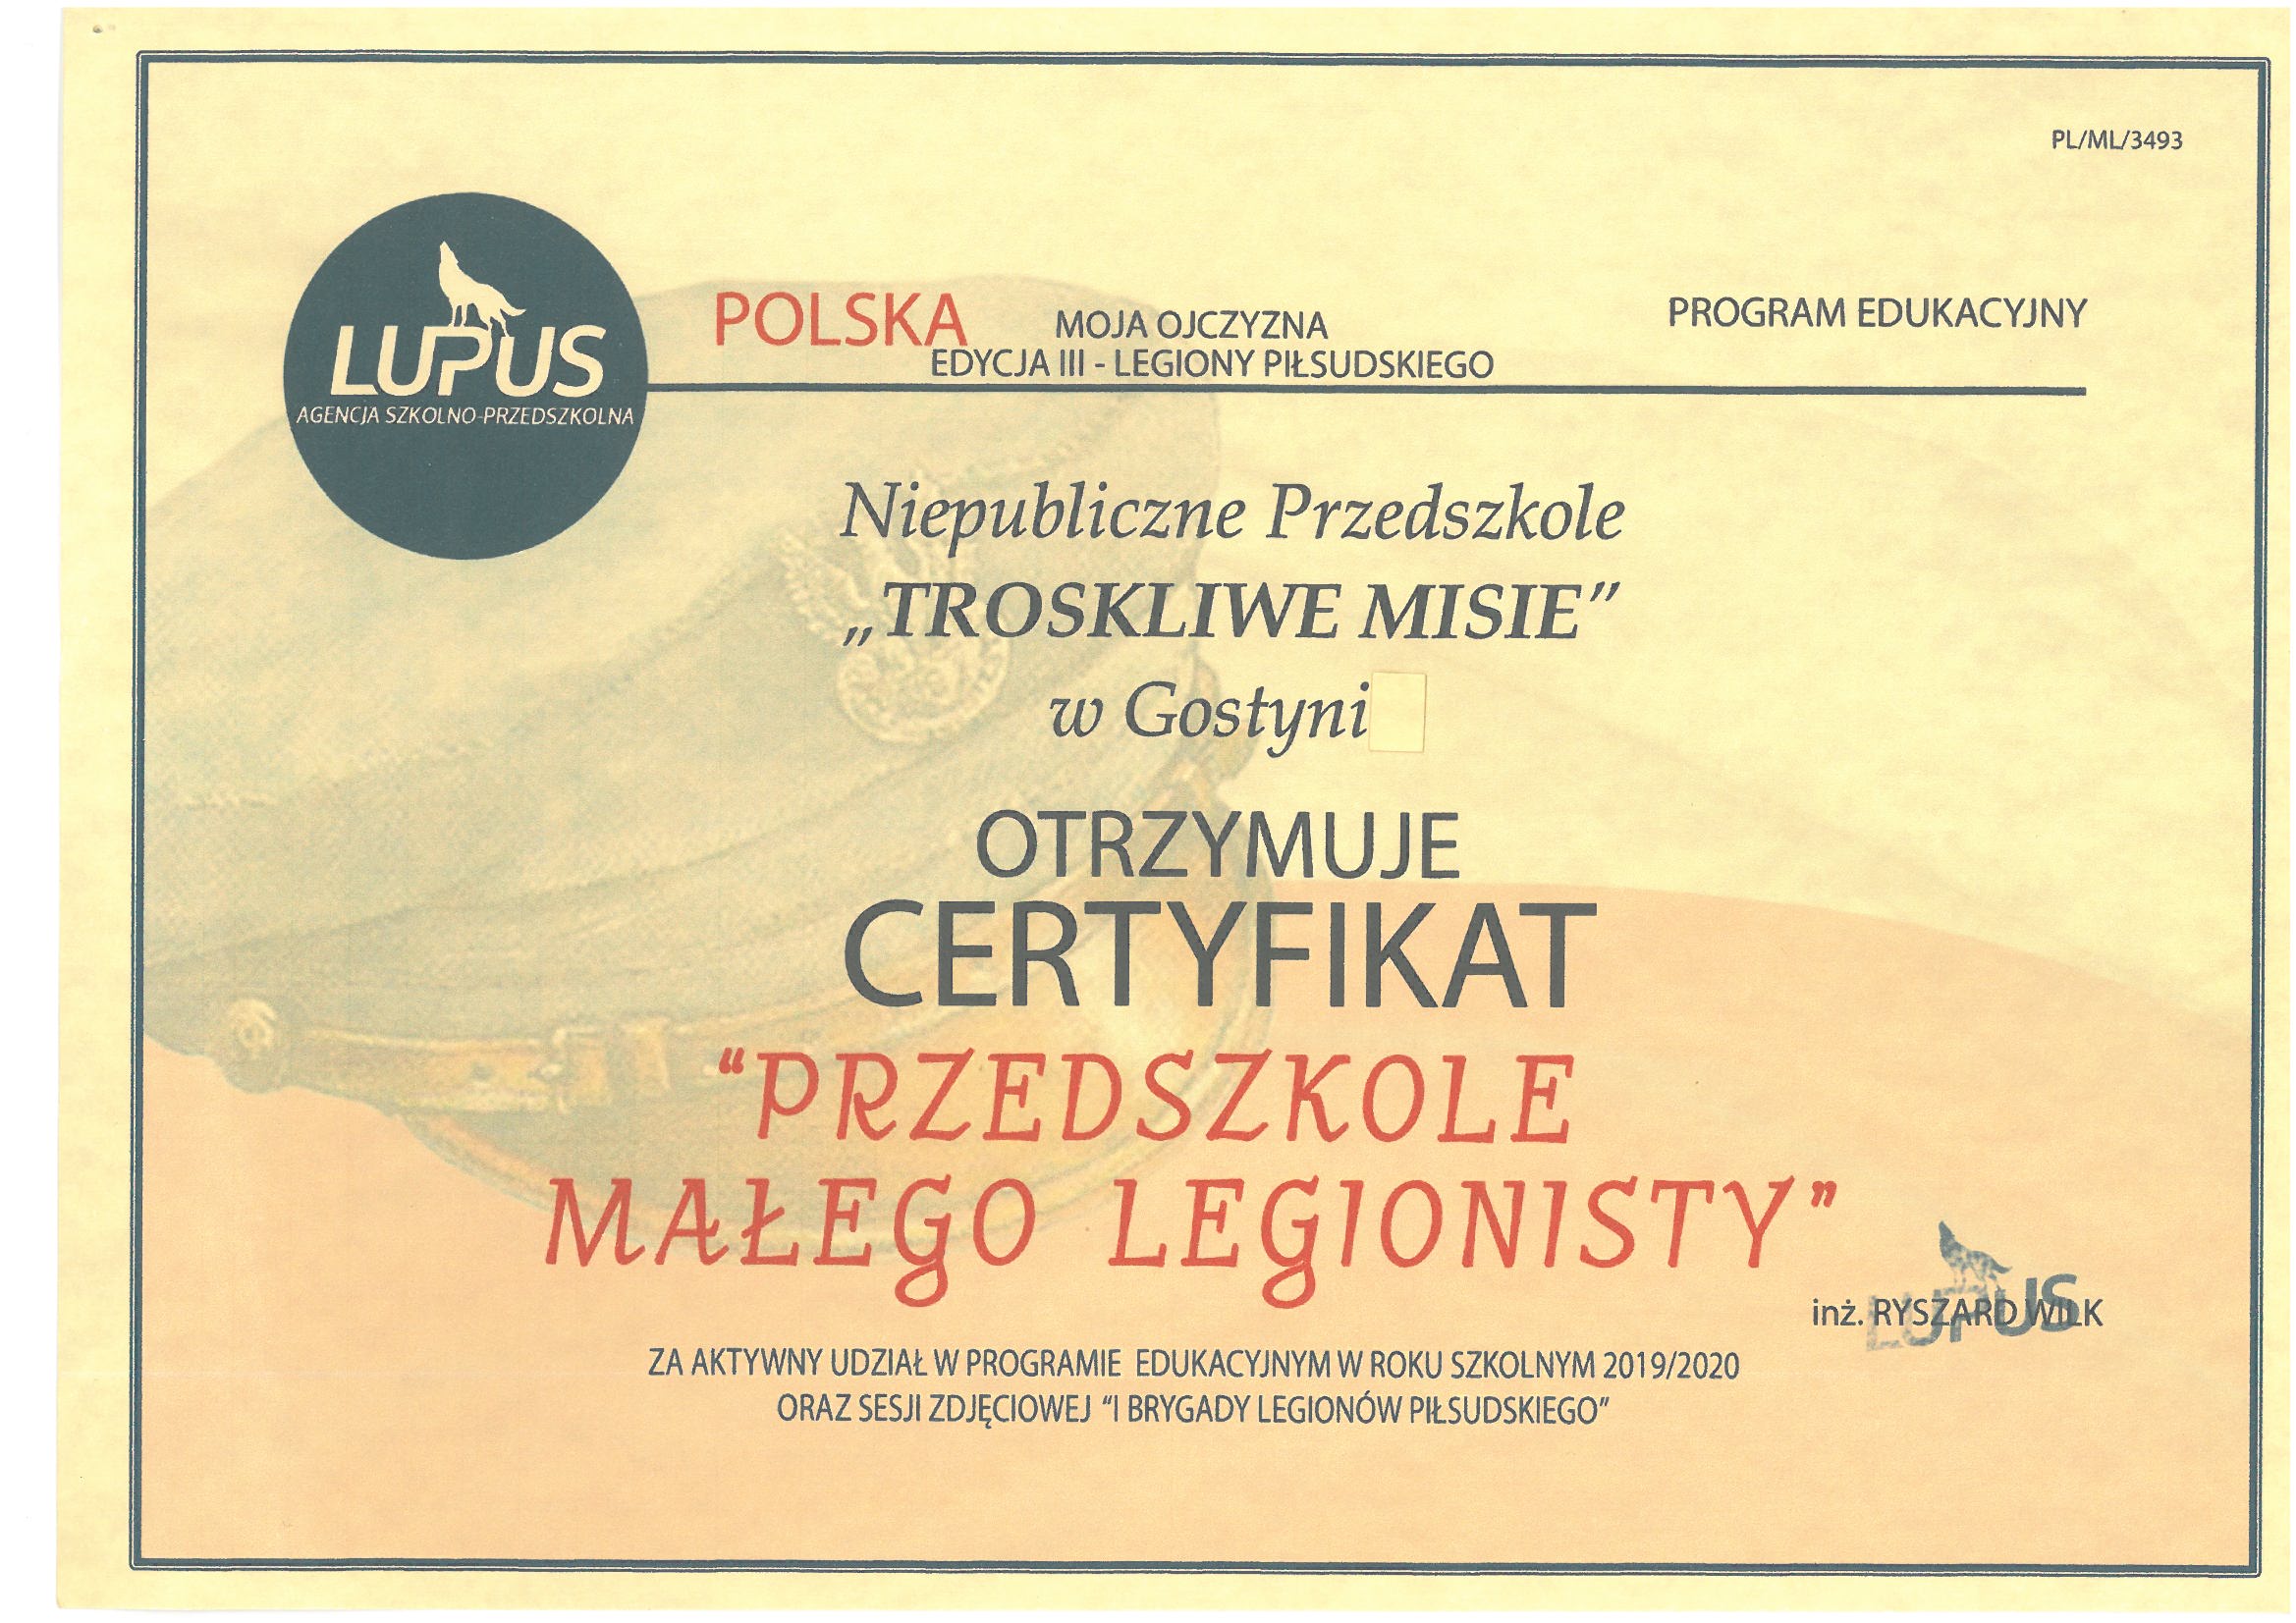 PL/ML/3493
LUPUS
AGENCJA SZKOLNO-PRZEDSZKOLNA
POLSKA MOJA OJCZYZNA
EDYCJA III - LEGIONY PIŁSUDSKIEGO
PROGRAM EDUKACYJNY
Niepubliczne Przedszkole
„TROSKLIWE MISIE”
w Gostyni
OTRZYMUJE
CERTYFIKAT
“PRZEDSZKOLE
MAŁEGO LEGIONISTY”
LUPUS
inż. RYSZARD WILK
ZA AKTYWNY UDZIAŁ W PROGRAMIE EDUKACYJNYM W ROKU SZKOLNYM 2019/2020
ORAZ SESJI ZDJĘCIOWEJ “I BRYGADY LEGIONÓW PIŁSUDSKIEGO”